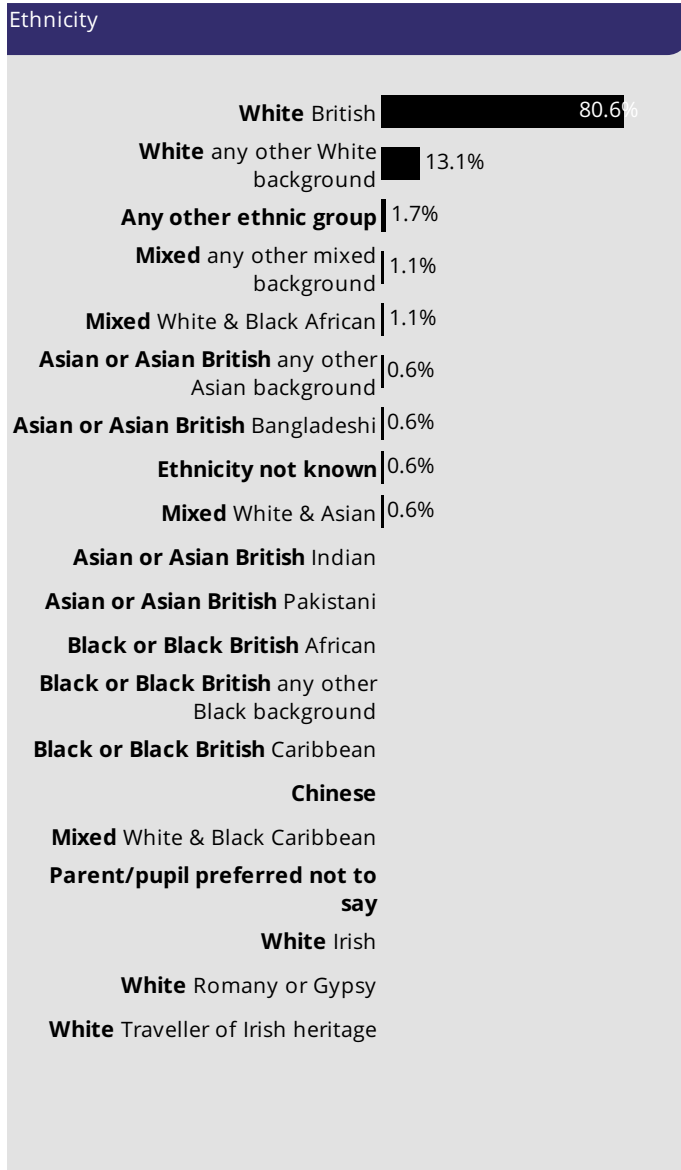 Ethnicity
White British 80.6%
White any other White
background 13.1%
Any other ethnic group 1.7%
Mixed any other mixed
background 1.1%
Mixed White & Black African 1.1%
Asian or Asian British any other
Asian background 0.6%
Asian or Asian British Bangladeshi 0.6%
Ethnicity not known 0.6%
Mixed White & Asian 0.6%
Asian or Asian British Indian
Asian or Asian British Pakistani
Black or Black British African
Black or Black British any other
Black background
Black or Black British Caribbean
Chinese
Mixed White & Black Caribbean
Parent/pupil preferred not to
say
White Irish
White Romany or Gypsy
White Traveller of Irish heritage